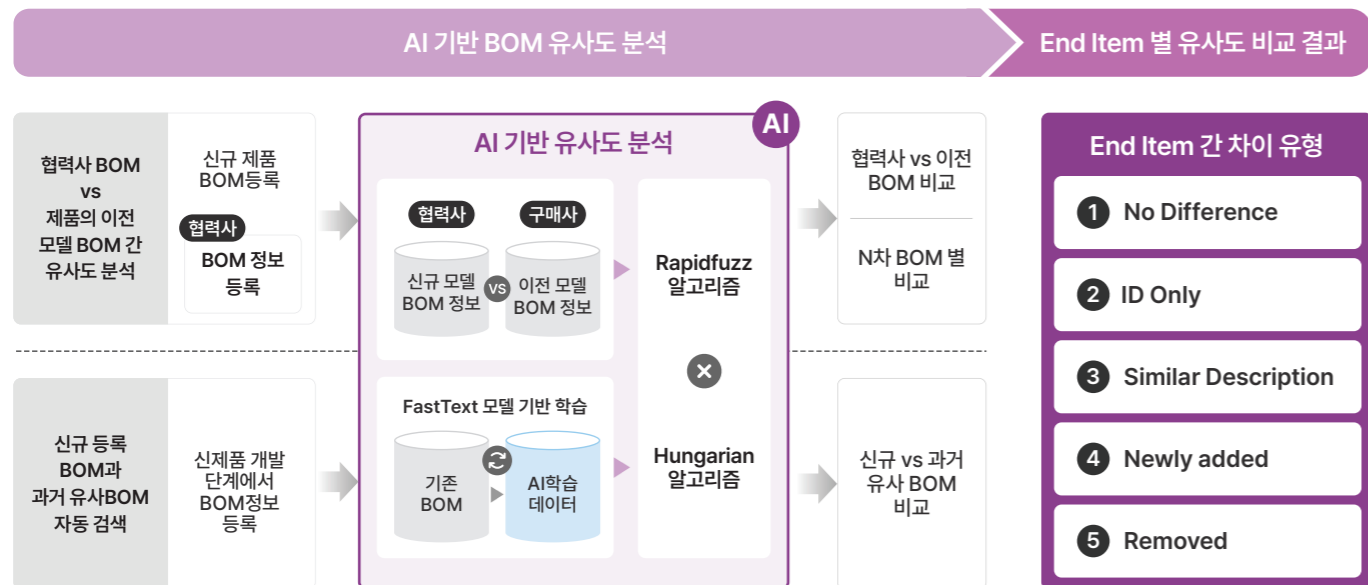 AI 기반 BOM 유사도 분석
End Item 별 유사도 비교 결과
협력사 BOM
vs
제품의 이전
모델 BOM 간
유사도 분석
신규 제품
BOM등록
협력사
BOM 정보
등록
AI
AI 기반 유사도 분석
협력사
구매사
신규 모델
BOM 정보
VS
이전 모델
BOM 정보
Rapidfuzz
알고리즘
협력사 vs 이전
BOM 비교
N차 BOM 별
비교
신규 등록
BOM과
과거 유사BOM
자동 검색
신제품 개발
단계에서
BOM정보
등록
FastText 모델 기반 학습
기존
BOM
AI학습
데이터
Hungarian
알고리즘
신규 vs 과거
유사 BOM
비교
End Item 간 차이 유형
1 No Difference
2 ID Only
3 Similar Description
4 Newly added
5 Removed